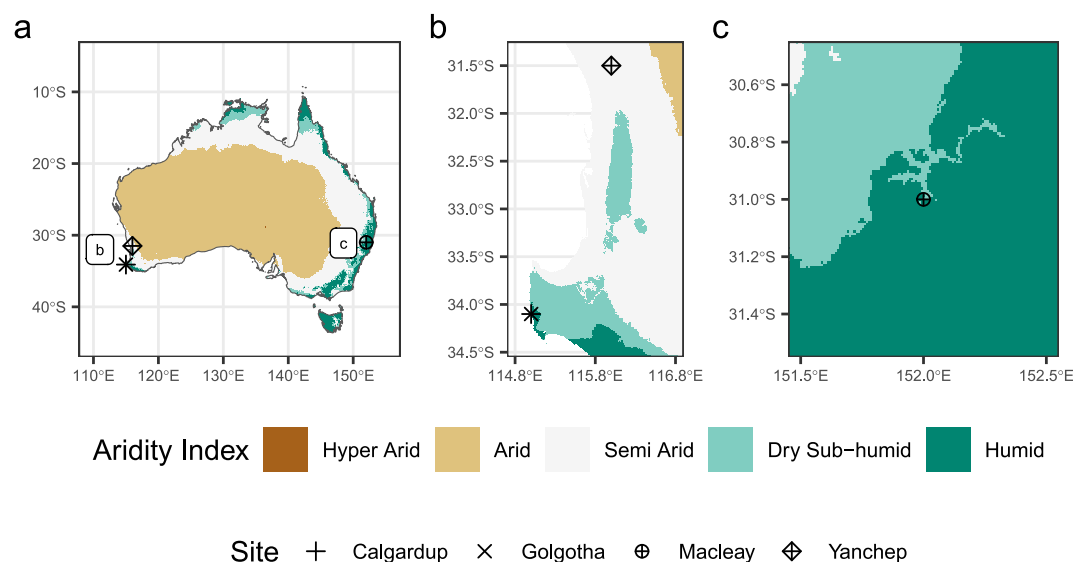 a
b
c
10°S
20°S
30°S
40°S
b
c
110°E 120°E 130°E 140°E 150°E
31.5°S
32.0°S
32.5°S
33.0°S
33.5°S
34.0°S
34.5°S
114.8°E 115.8°E 116.8°E
30.6°S
30.8°S
31.0°S
31.2°S
31.4°S
151.5°E 152.0°E 152.5°E
Aridity Index Hyper Arid Arid Semi Arid Dry Sub−humid Humid
Site Calgardup Golgotha Macleay Yanchep